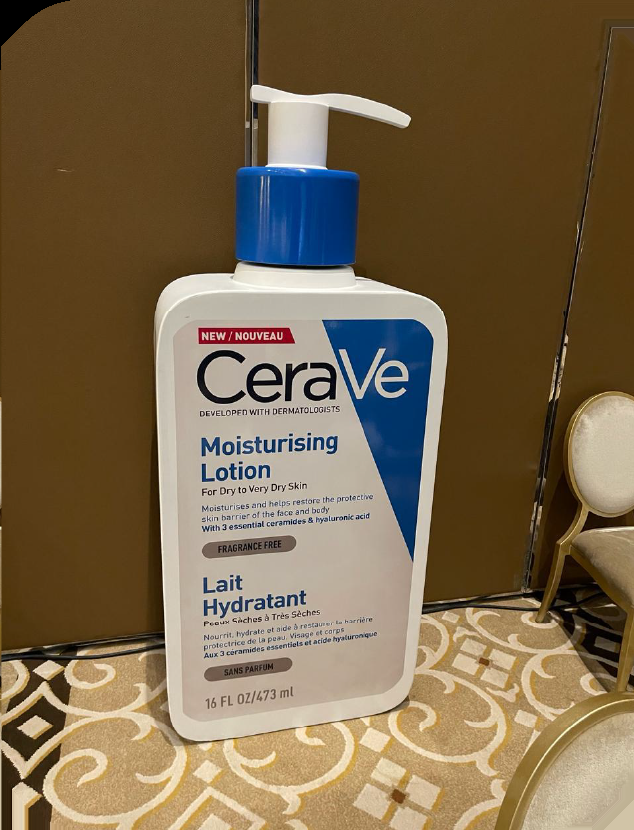 NEW / NOUVEAU
CeraVe
DEVELOPED WITH DERMATOLOGISTS
Moisturising
Lotion
For Dry to Very Dry Skin
Moisturises and helps restore the protective
skin barrier of the face and body
With 3 essential ceramides & hyaluronic acid
FRAGRANCE FREE
Lait
Hydratant
Peaux Sèches à Très Sèches
Nourrit, hydrate et aide à restaurer la barrière
protectrice de la peau. Visage et corps
Aux 3 céramides essentiels et acide hyaluronique
SANS PARFUM
16 FL OZ/473 ml